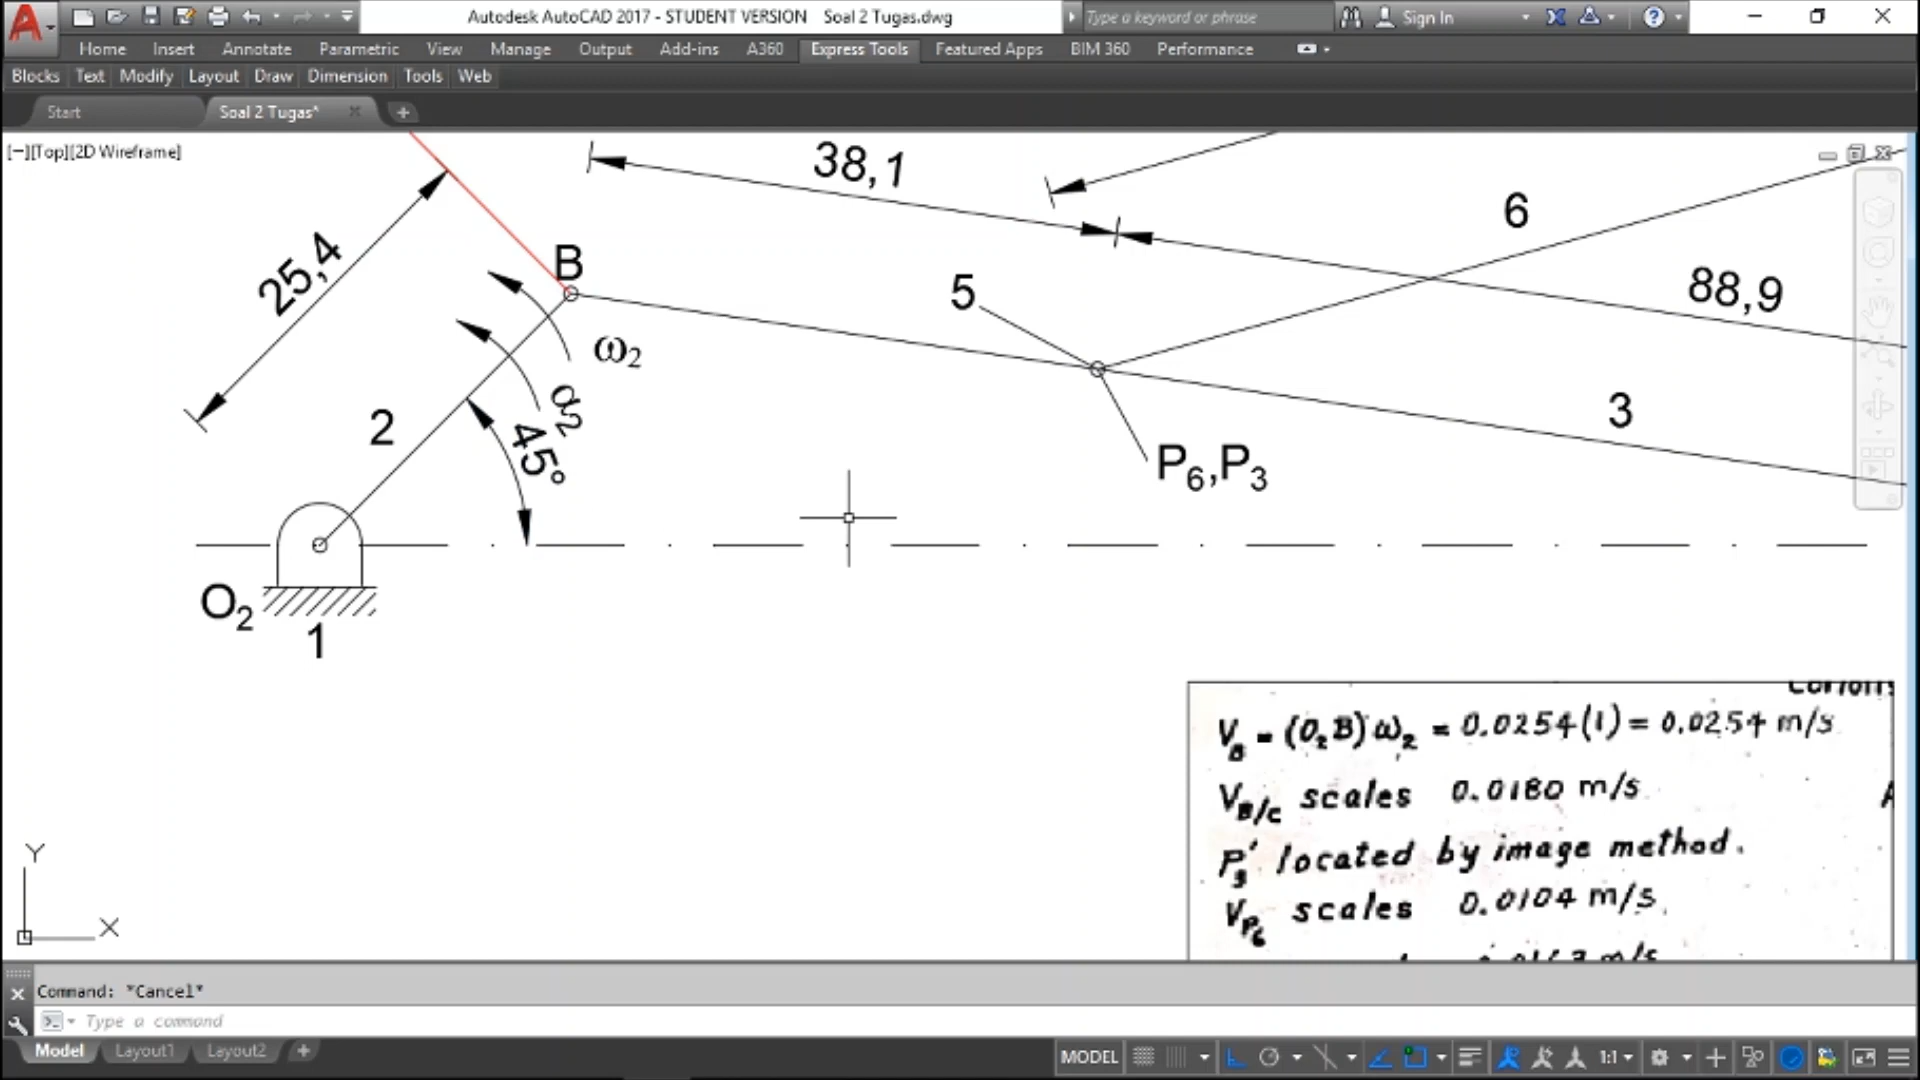 Autodesk AutoCAD 2017 - STUDENT VERSION Soal 2 Tugas.dwg
Type a keyword or phrase
Sign In
Home Insert Annotate Parametric View Manage Output Add-ins A360 Express Tools Featured Apps BIM 360 Performance
Blocks Text Modify Layout Draw Dimension Tools Web
Start
Soal 2 Tugas*
[−][Top][2D Wireframe]
38,1
6
25,4
B
5
88,9
ω2
α2
2
45°
3
P6,P3
O2
1
VB = (O2B)ω2 = 0.0254(1) = 0.0254 m/s
VB/C scales 0.0180 m/s
P3' located by image method.
VP6 scales 0.0104 m/s.
Y
X
Command: *Cancel*
Type a command
Model Layout1 Layout2
MODEL
1:1